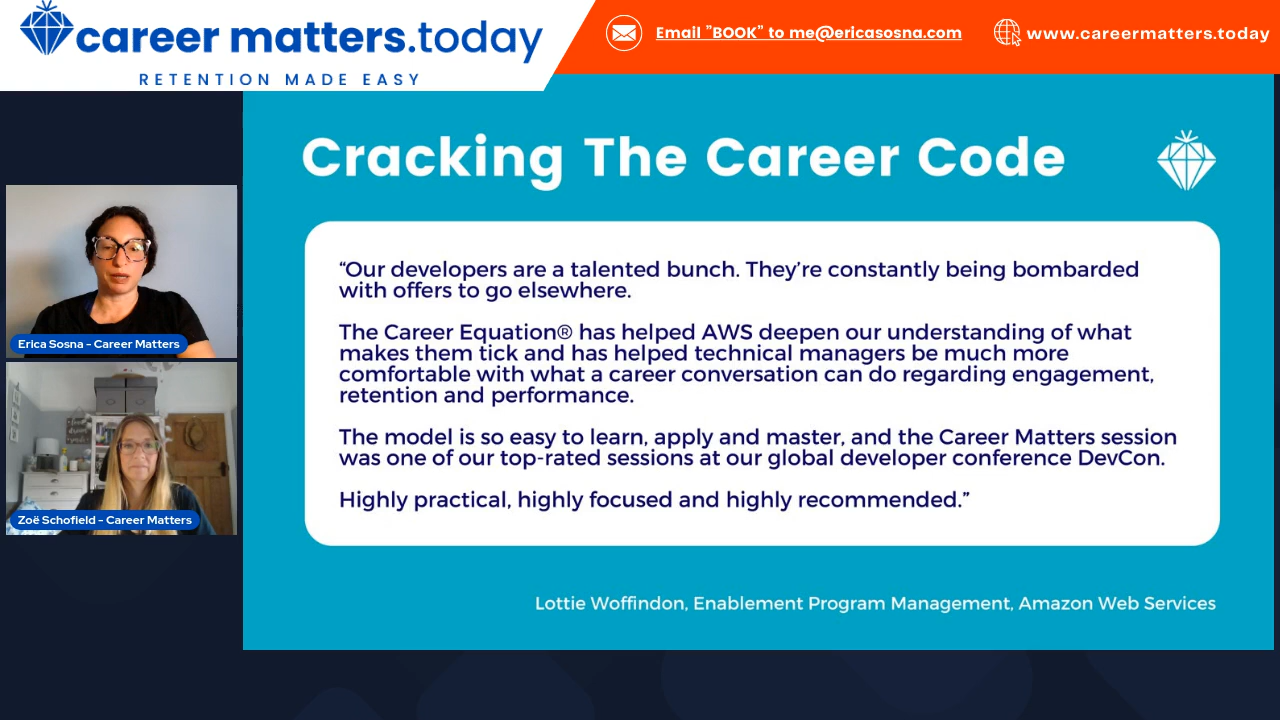 career matters.today
RETENTION MADE EASY
Email "BOOK" to me@ericasosna.com
www.careermatters.today
Cracking The Career Code
“Our developers are a talented bunch. They’re constantly being bombarded
with offers to go elsewhere.
The Career Equation® has helped AWS deepen our understanding of what
makes them tick and has helped technical managers be much more
comfortable with what a career conversation can do regarding engagement,
retention and performance.
The model is so easy to learn, apply and master, and the Career Matters session
was one of our top-rated sessions at our global developer conference DevCon.
Highly practical, highly focused and highly recommended.”
Lottie Woffindon, Enablement Program Management, Amazon Web Services
Erica Sosna – Career Matters
Zoë Schofield – Career Matters